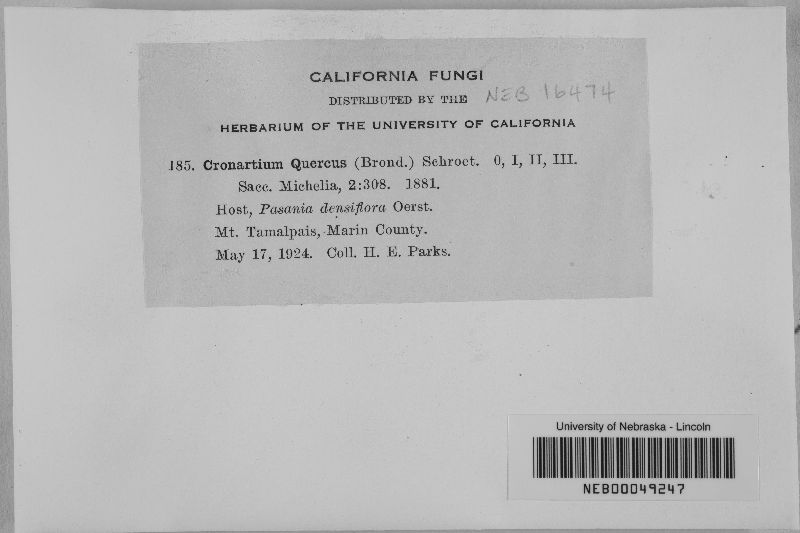 CALIFORNIA FUNGI
DISTRIBUTED BY THE NEB 16474
HERBARIUM OF THE UNIVERSITY OF CALIFORNIA
185. Cronartium Quercus (Brond.) Schroet. 0, I, II, III.
Sacc. Michelia, 2:308. 1881.
Host, Pasania densiflora Oerst.
Mt. Tamalpais, Marin County.
May 17, 1924. Coll. H. E. Parks.
University of Nebraska - Lincoln
NEB00049247